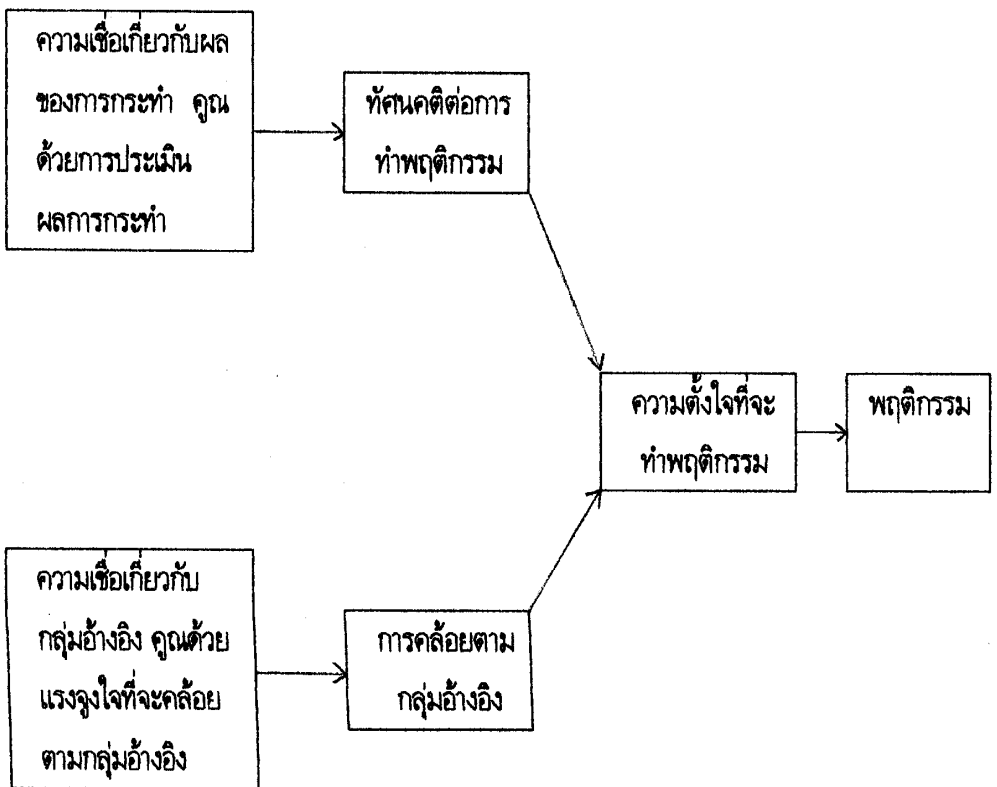 ความเชื่อเกี่ยวกับผล
ของการกระทำ คูณ
ด้วยการประเมิน
ผลการกระทำ
ทัศนคติต่อการ
ทำพฤติกรรม
ความตั้งใจที่จะ
ทำพฤติกรรม
พฤติกรรม
ความเชื่อเกี่ยวกับ
กลุ่มอ้างอิง คูณด้วย
แรงจูงใจที่จะคล้อย
ตามกลุ่มอ้างอิง
การคล้อยตาม
กลุ่มอ้างอิง